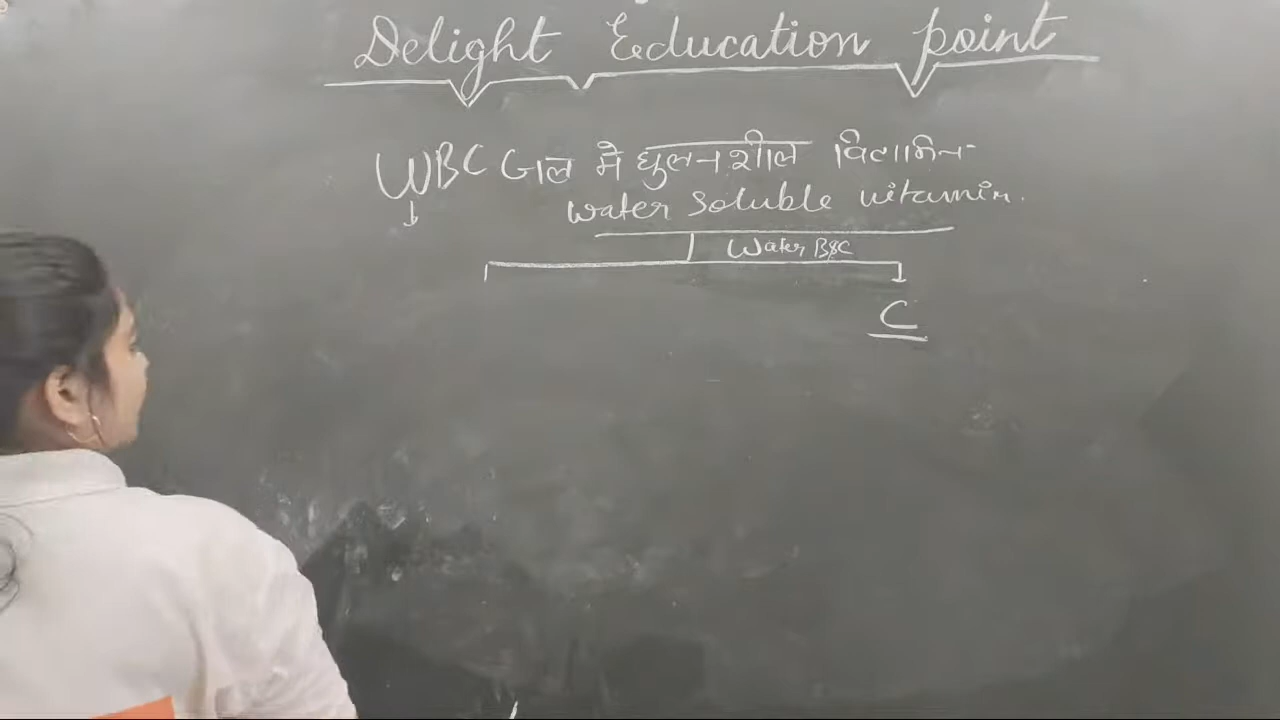 Delight Education point
WBC जल में घुलनशील विटामिन
water soluble vitamin.
Water B&C
C